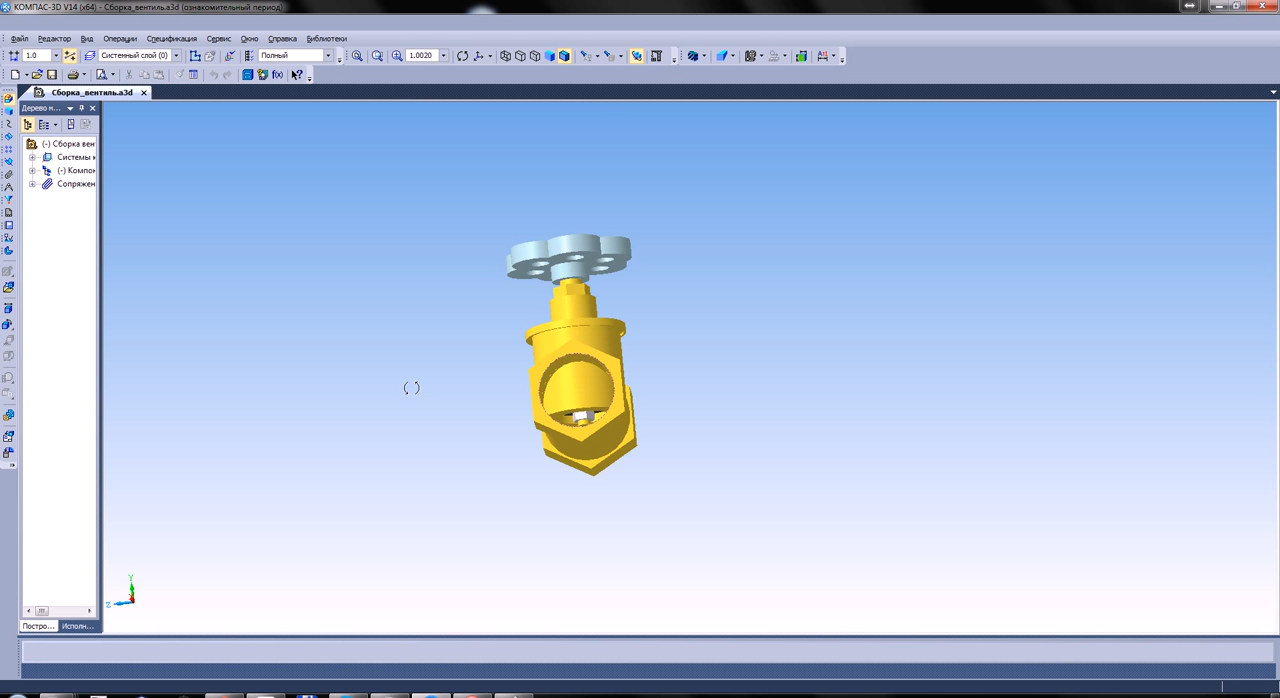 КОМПАС-3D V14 (x64) - Сборка_вентиль.a3d (ознакомительный период)
Файл Редактор Вид Операции Спецификация Сервис Окно Справка Библиотеки
1.0 Системный слой (0) Полный 1.0020
f(x)
Сборка_вентиль.a3d
Дерево м...
(-) Сборка вен
Системы к
(-) Компон
Сопряжен
Y
Z
Постро... Исполн...